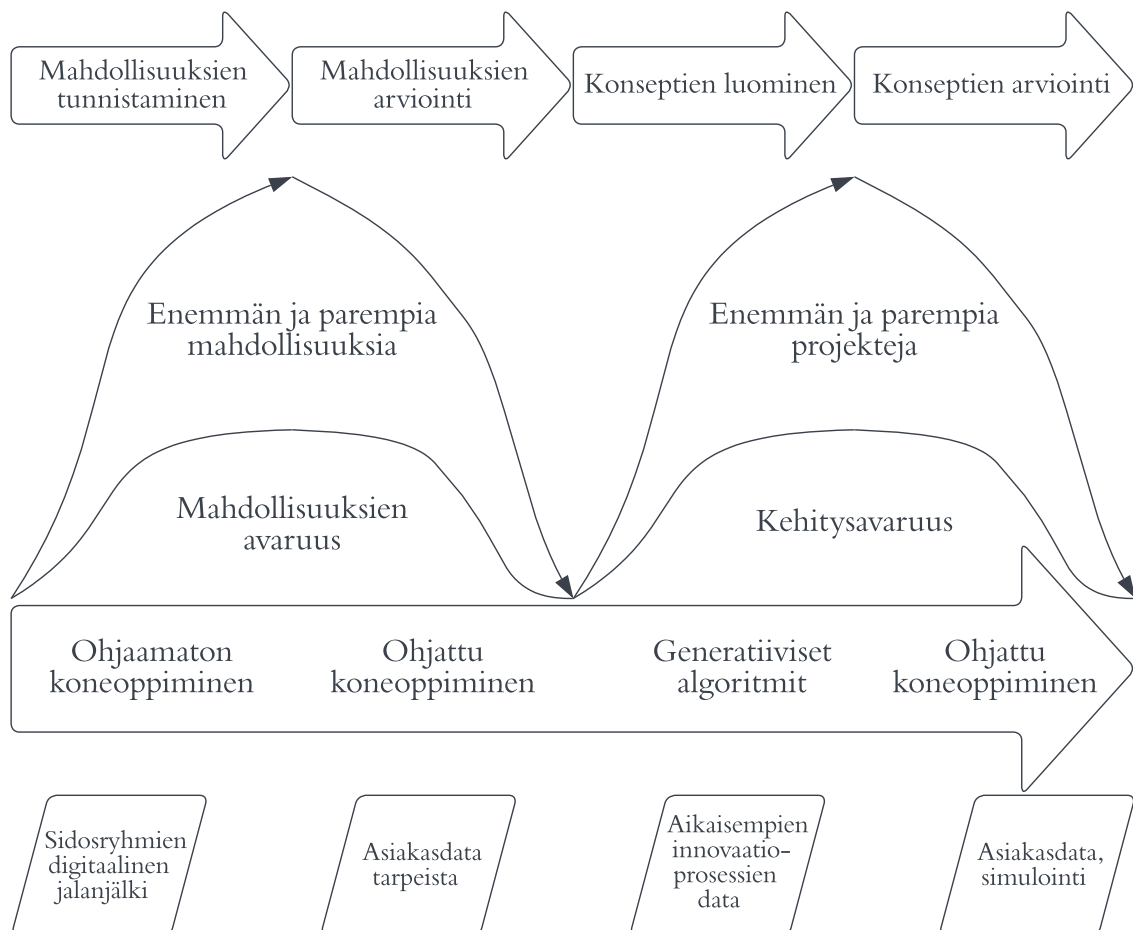 Mahdollisuuksien
tunnistaminen
Mahdollisuuksien
arviointi
Konseptien luominen
Konseptien arviointi
Enemmän ja parempia
mahdollisuuksia
Enemmän ja parempia
projekteja
Mahdollisuuksien
avaruus
Kehitysavaruus
Ohjaamaton
koneoppiminen
Ohjattu
koneoppiminen
Generatiiviset
algoritmit
Ohjattu
koneoppiminen
Sidosryhmien
digitaalinen
jalanjälki
Asiakasdata
tarpeista
Aikaisempien
innovaatio-
prosessien
data
Asiakasdata,
simulointi